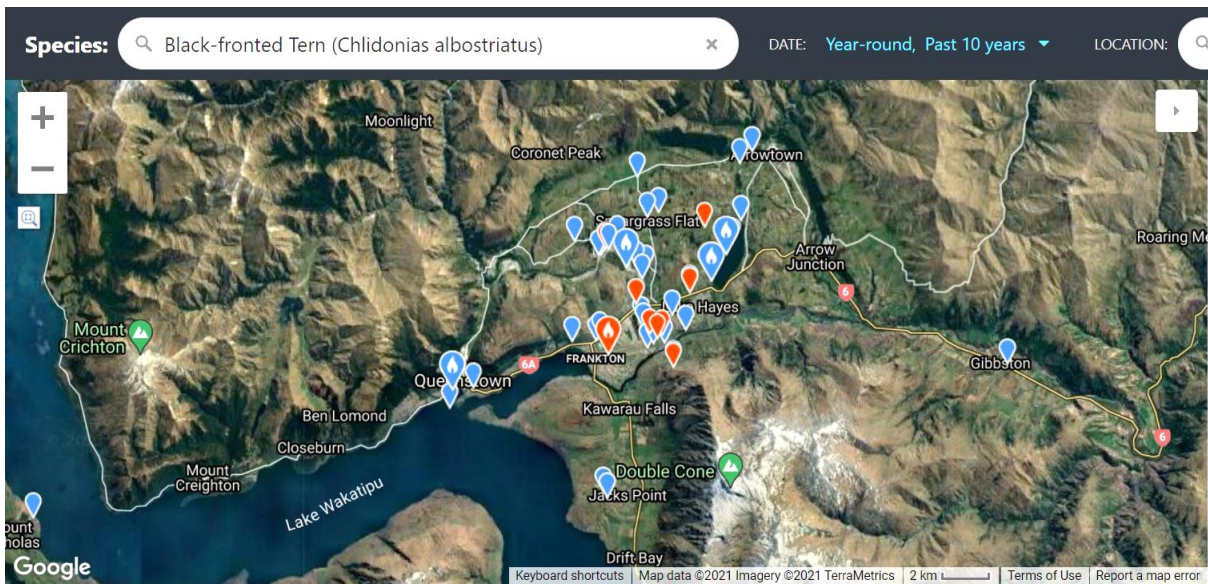 Species:
Black-fronted Tern (Chlidonias albostriatus)
×
DATE: Year-round, Past 10 years
LOCATION:
+
−
Moonlight
Coronet Peak
Arrowtown
Roaring Me
Arrow
Junction
6
Hayes
Mount
Crichton
FRANKTON
6A
Queenstown
Gibbston
Ben Lomond
Kawarau Falls
6
Closeburn
Mount
Creighton
Double Cone
Lake Wakatipu
Jacks Point
ount
holas
Drift Bay
Google
Keyboard shortcuts
Map data ©2021 Imagery ©2021 TerraMetrics
2 km
Terms of Use
Report a map error